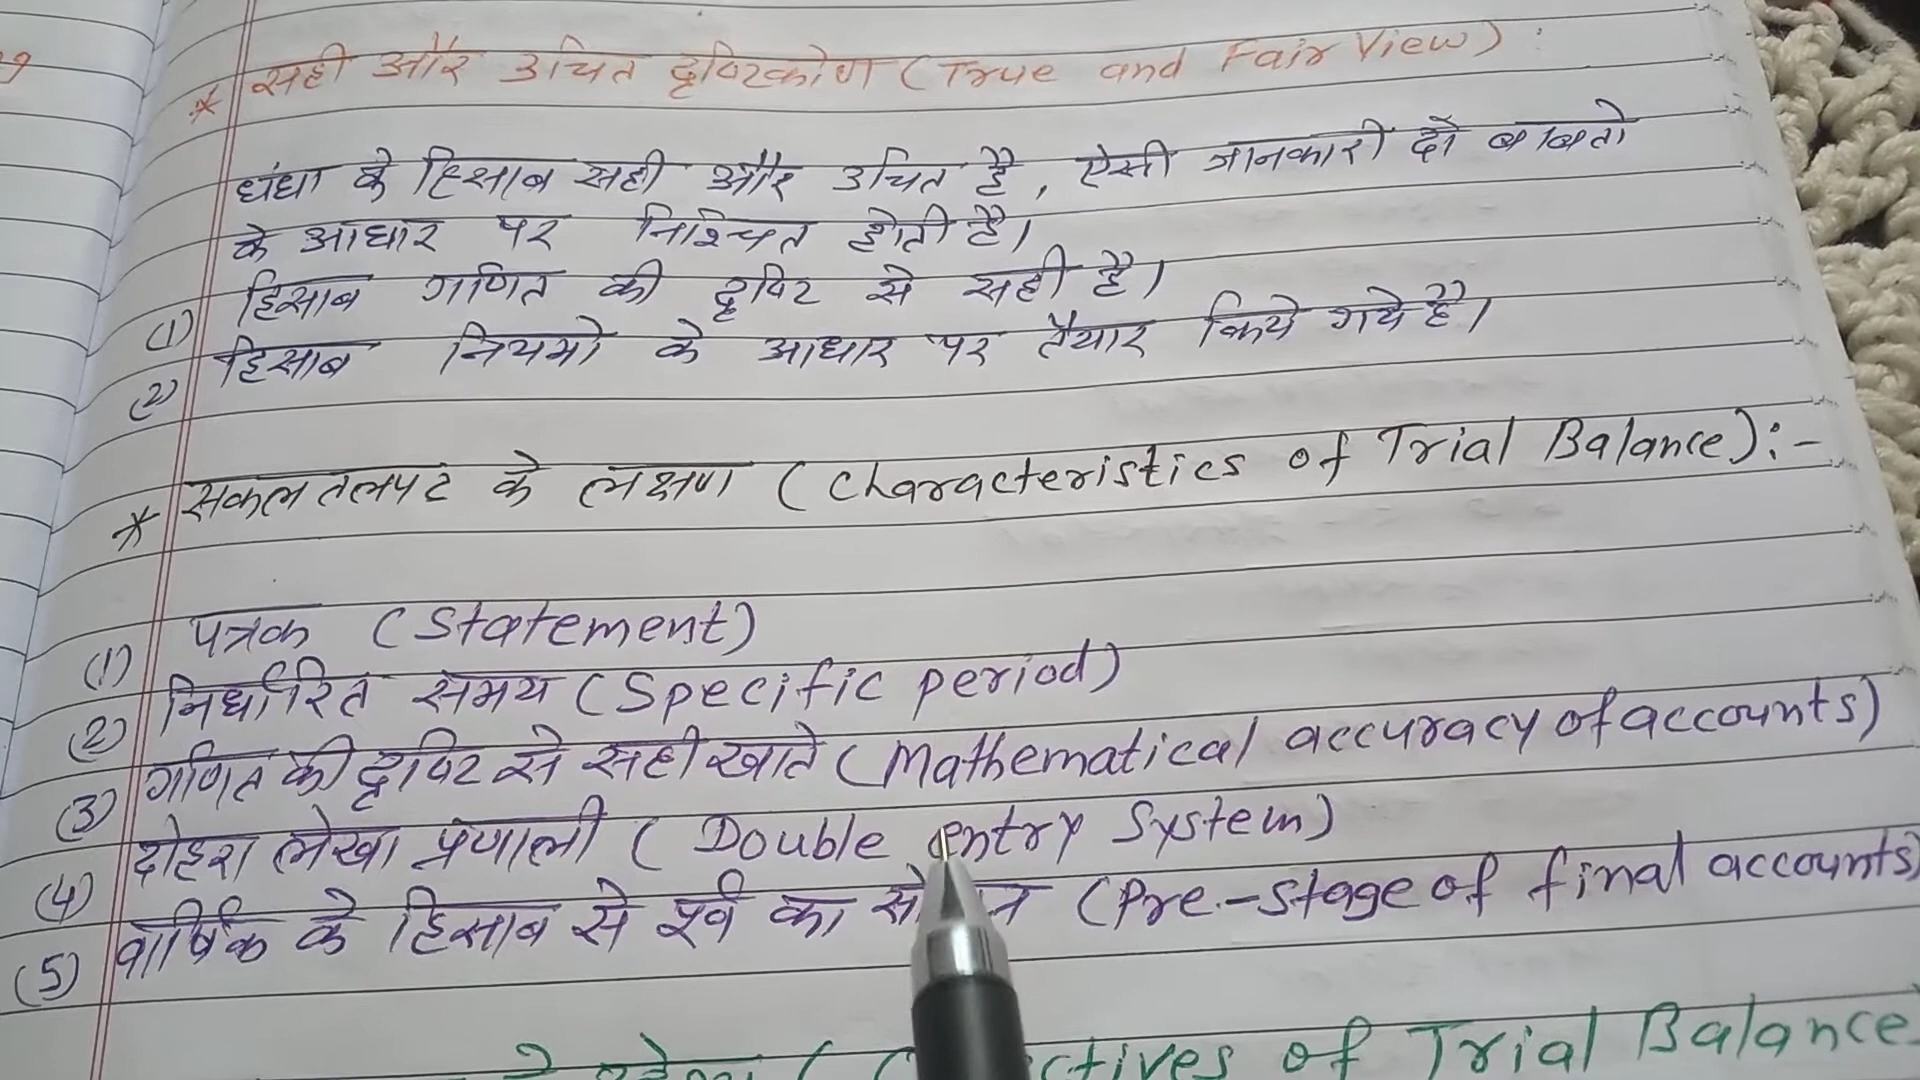 * सही और उचित दृष्टिकोण (True and Fair View) :
धंधा के हिसाब सही और उचित है, ऐसी जानकारी दो
के आधार पर निश्चित होती है।
(1) हिसाब गणित की दृष्टि से सही है।
(2) हिसाब नियमो के आधार पर तैयार किये गये है।
* सकल तलपट के लक्षण (Characteristics of Trial Balance):-
(1) पत्रक (Statement)
(2) निर्धारित समय (Specific period)
(3) गणित की दृष्टि से सही खाते (Mathematical accuracy of accounts)
(4) दोहरा लेखा प्रणाली ( Double entry System)
(5) वार्षिक के हिसाब से पूर्व का (Pre-stage of final accounts)
of Trial Balance